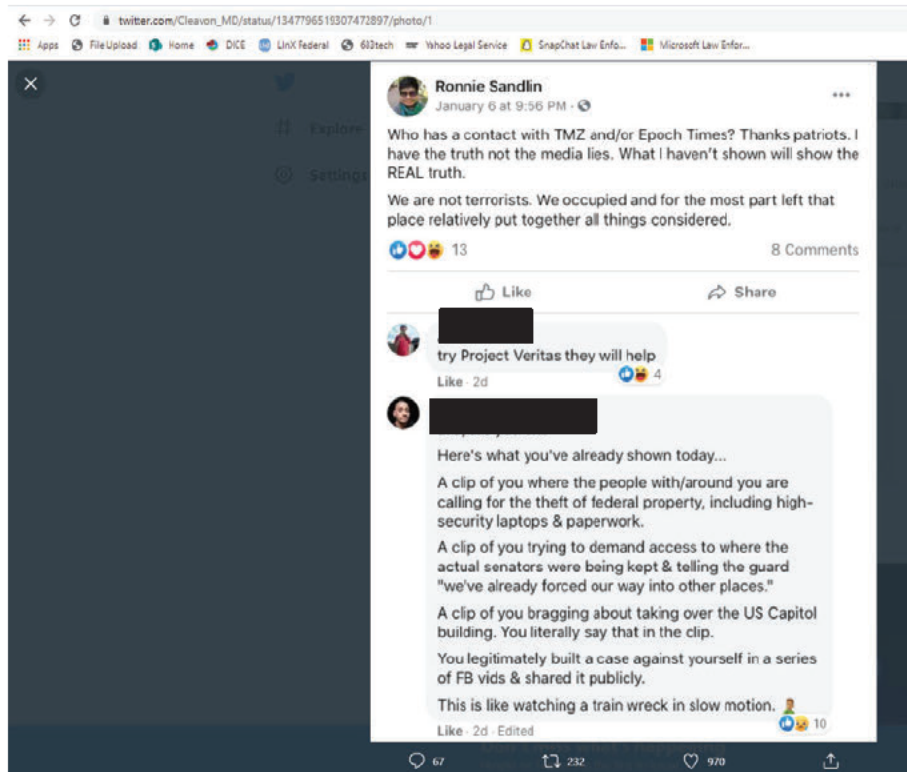 twitter.com/Cleavon_MD/status/1347796519307472897/photo/1
Apps File Upload Home DICE LInX Federal 683tech Yahoo Legal Service SnapChat Law Enfo... Microsoft Law Enfor...
Explore
Settings
Ronnie Sandlin
January 6 at 9:56 PM ·
Who has a contact with TMZ and/or Epoch Times? Thanks patriots. I
have the truth not the media lies. What I haven't shown will show the
REAL truth.
We are not terrorists. We occupied and for the most part left that
place relatively put together all things considered.
13 8 Comments
Like Share
try Project Veritas they will help
Like · 2d 4
Here's what you've already shown today...
A clip of you where the people with/around you are
calling for the theft of federal property, including high-
security laptops & paperwork.
A clip of you trying to demand access to where the
actual senators were being kept & telling the guard
"we've already forced our way into other places."
A clip of you bragging about taking over the US Capitol
building. You literally say that in the clip.
You legitimately built a case against yourself in a series
of FB vids & shared it publicly.
This is like watching a train wreck in slow motion.
Like · 2d · Edited 10
67 232 970